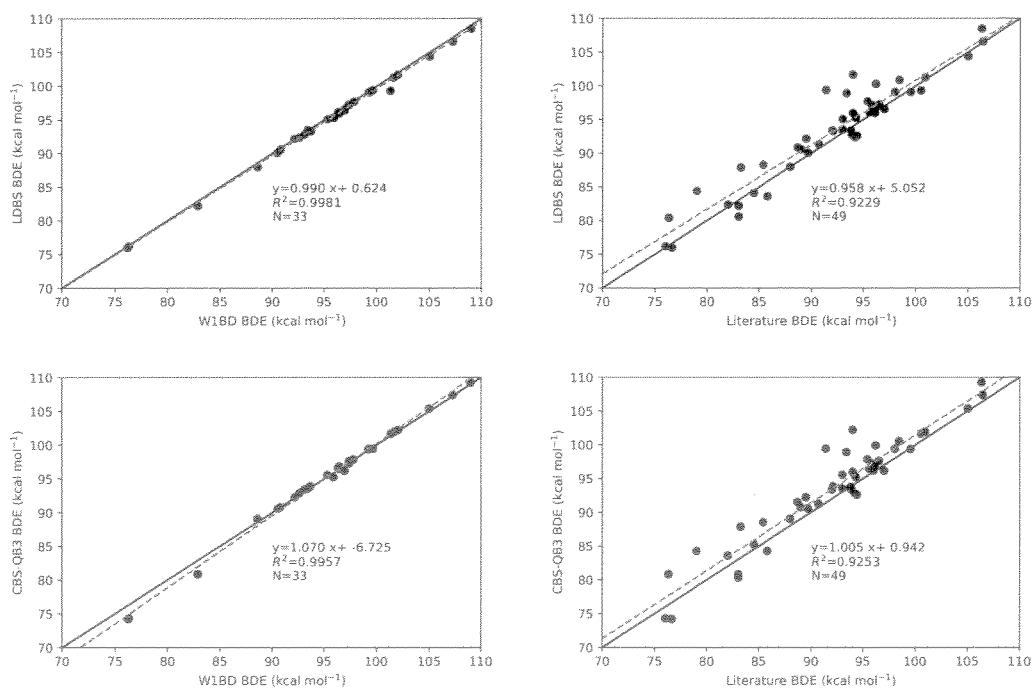 110
105
100
95
90
85
80
75
70
LDBS BDE (kcal mol⁻¹)
y=0.990 x+ 0.624
R²=0.9981
N=33
70 75 80 85 90 95 100 105 110
W1BD BDE (kcal mol⁻¹)
110
105
100
95
90
85
80
75
70
LDBS BDE (kcal mol⁻¹)
y=0.958 x+ 5.052
R²=0.9229
N=49
70 75 80 85 90 95 100 105 110
Literature BDE (kcal mol⁻¹)
110
105
100
95
90
85
80
75
70
CBS-QB3 BDE (kcal mol⁻¹)
y=1.070 x+ -6.725
R²=0.9957
N=33
70 75 80 85 90 95 100 105 110
W1BD BDE (kcal mol⁻¹)
110
105
100
95
90
85
80
75
70
CBS-QB3 BDE (kcal mol⁻¹)
y=1.005 x+ 0.942
R²=0.9253
N=49
70 75 80 85 90 95 100 105 110
Literature BDE (kcal mol⁻¹)